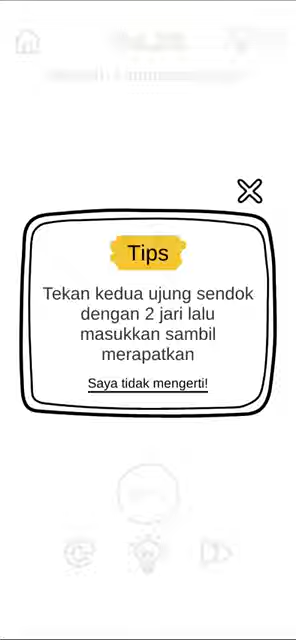 Tips
Tekan kedua ujung sendok
dengan 2 jari lalu
masukkan sambil
merapatkan
Saya tidak mengerti!